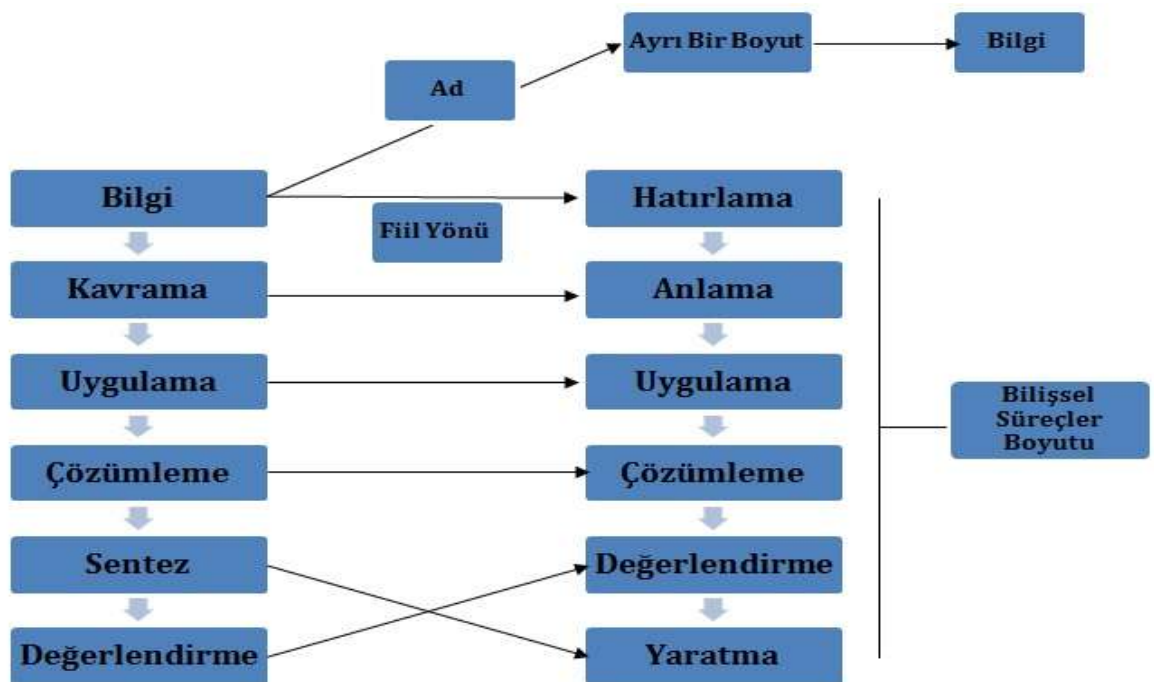 Ayrı Bir Boyut
Bilgi
Ad
Bilgi
Hatırlama
Fiil Yönü
Kavrama
Anlama
Uygulama
Uygulama
Bilişsel
Süreçler
Boyutu
Çözümleme
Çözümleme
Sentez
Değerlendirme
Değerlendirme
Yaratma